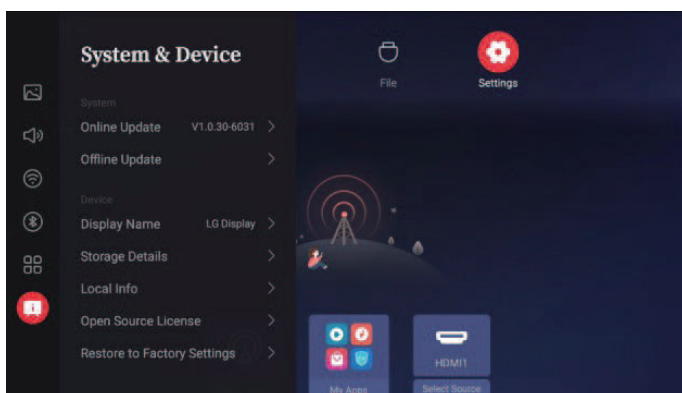 System & Device
File
Settings
System
Online Update V1.0.30-6031
Offline Update
Device
Display Name LG Display
Storage Details
Local Info
Open Source License
Restore to Factory Settings
HDMI1
My Apps
Select Source